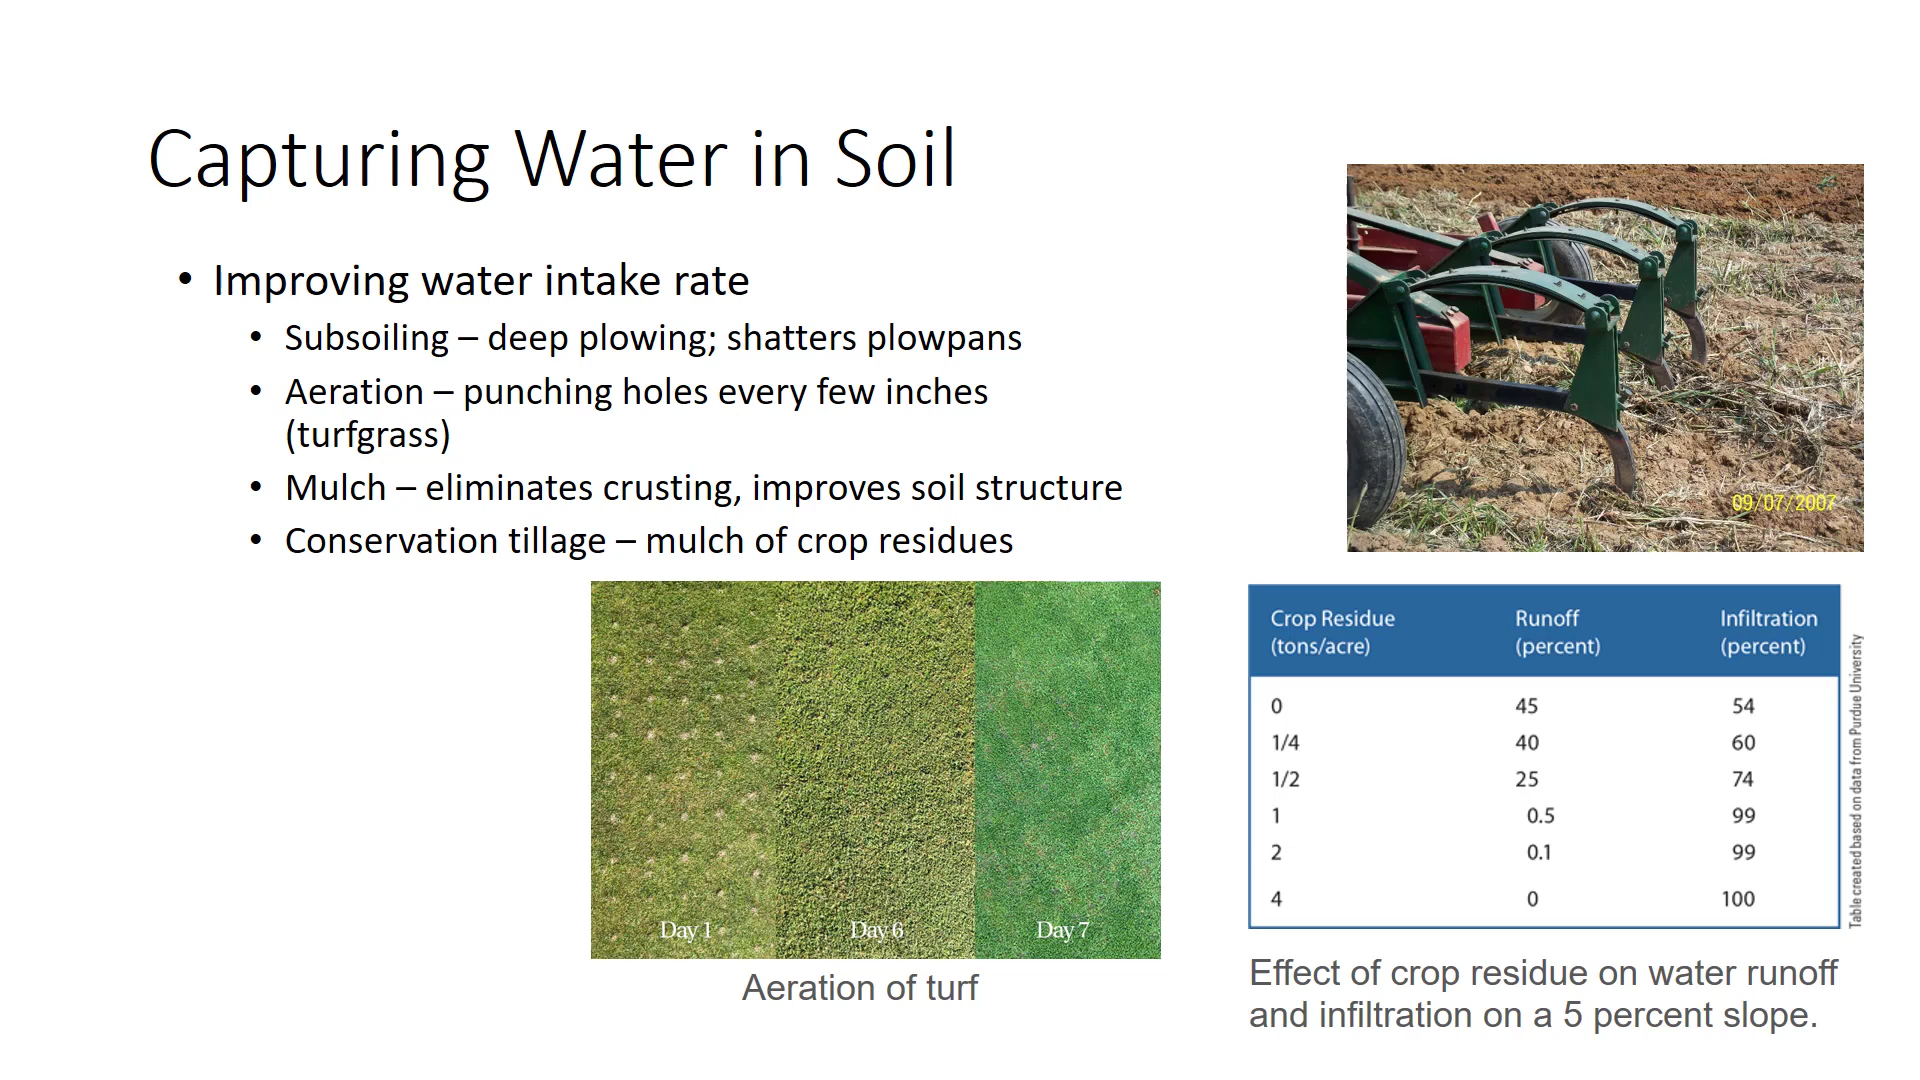 Capturing Water in Soil
• Improving water intake rate
• Subsoiling – deep plowing; shatters plowpans
• Aeration – punching holes every few inches
(turfgrass)
• Mulch – eliminates crusting, improves soil structure
• Conservation tillage – mulch of crop residues
09/07/2007
Day 1 Day 6 Day 7
Aeration of turf
Crop Residue Runoff Infiltration
(tons/acre) (percent) (percent)
0 45 54
1/4 40 60
1/2 25 74
1 0.5 99
2 0.1 99
4 0 100
Table created based on data from Purdue University
Effect of crop residue on water runoff
and infiltration on a 5 percent slope.